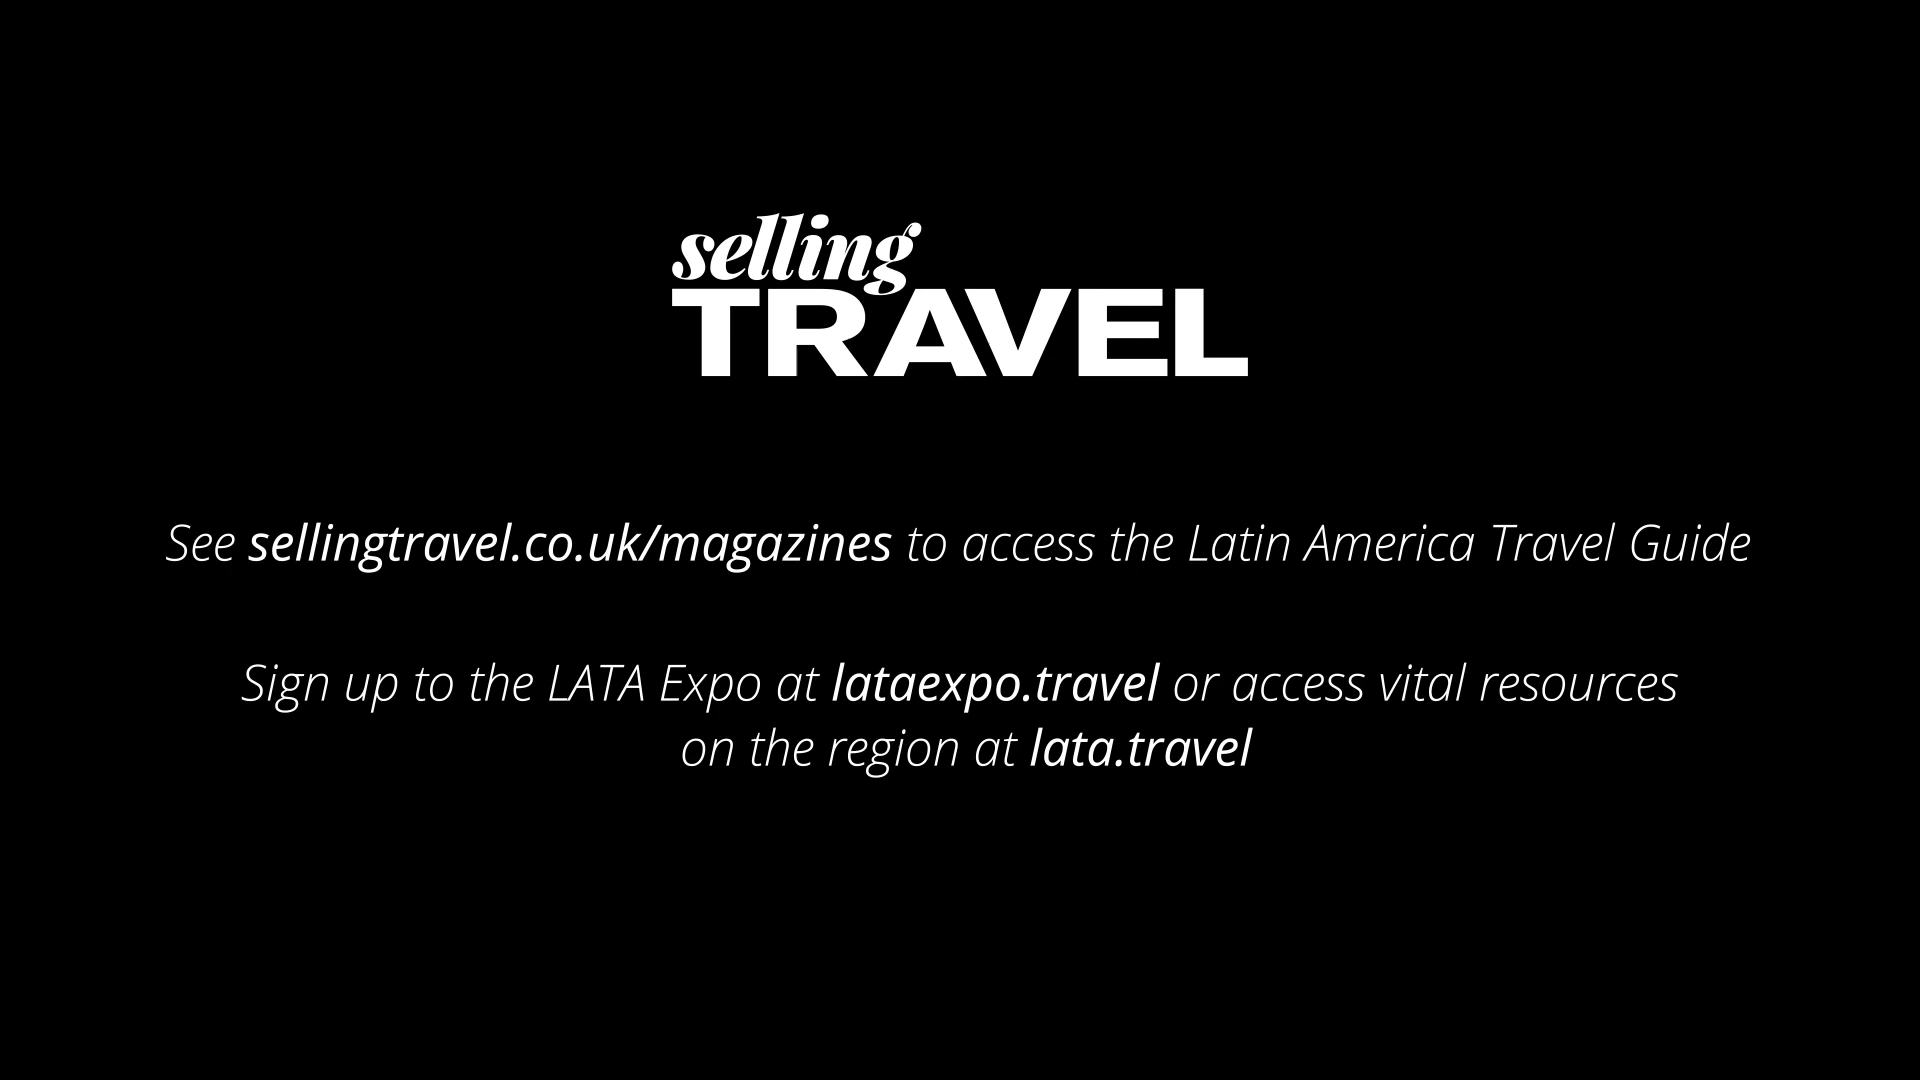 selling
TRAVEL
See sellingtravel.co.uk/magazines to access the Latin America Travel Guide
Sign up to the LATA Expo at lataexpo.travel or access vital resources
on the region at lata.travel